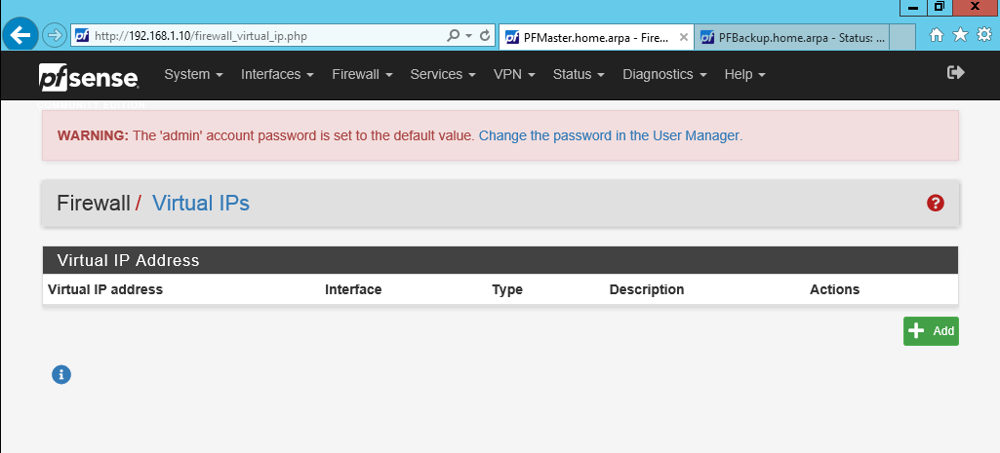 http://192.168.1.10/firewall_virtual_ip.php
PFMaster.home.arpa - Fire...
PFBackup.home.arpa - Status: ...
pfsense
COMMUNITY EDITION
System
Interfaces
Firewall
Services
VPN
Status
Diagnostics
Help
WARNING: The 'admin' account password is set to the default value. Change the password in the User Manager.
Firewall / Virtual IPs
Virtual IP Address
Virtual IP address Interface Type Description Actions
Add